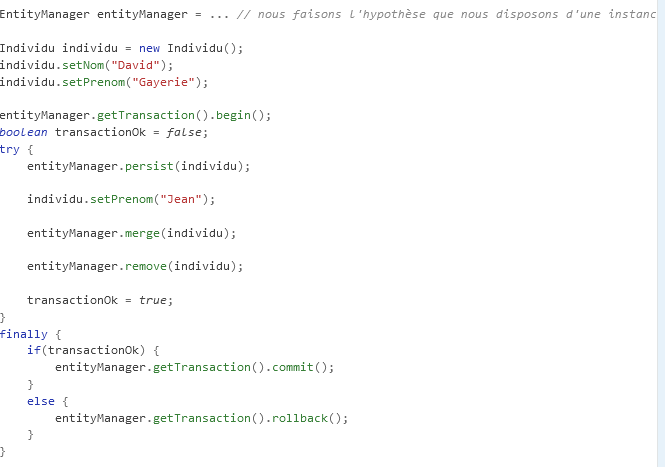 EntityManager entityManager = ... // nous faisons l'hypothèse que nous disposons d'une instanc
Individu individu = new Individu();
individu.setNom("David");
individu.setPrenom("Gayerie");
entityManager.getTransaction().begin();
boolean transactionOk = false;
try {
    entityManager.persist(individu);
    individu.setPrenom("Jean");
    entityManager.merge(individu);
    entityManager.remove(individu);
    transactionOk = true;
}
finally {
    if(transactionOk) {
        entityManager.getTransaction().commit();
    }
    else {
        entityManager.getTransaction().rollback();
    }
}